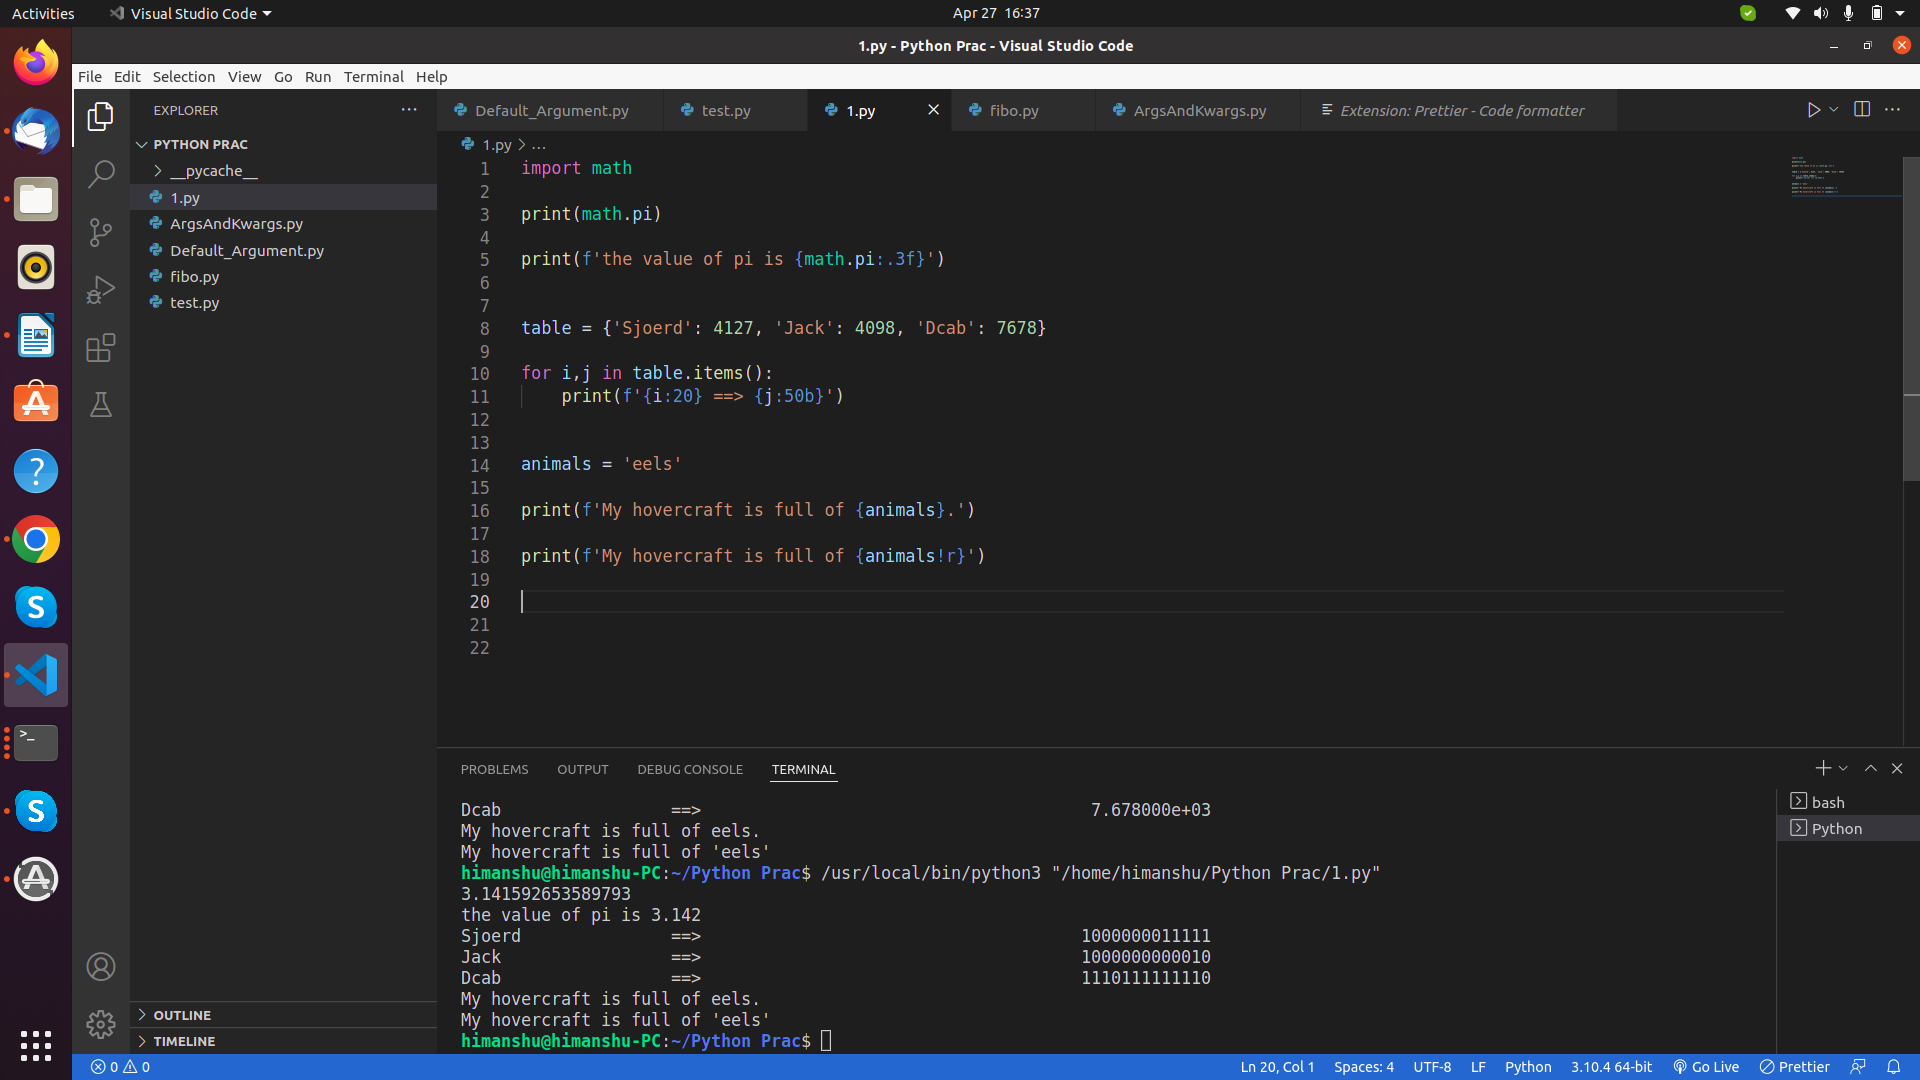 Activities
Visual Studio Code
Apr 27 16:37
1.py - Python Prac - Visual Studio Code
File Edit Selection View Go Run Terminal Help
EXPLORER
Default_Argument.py
test.py
1.py
fibo.py
ArgsAndKwargs.py
Extension: Prettier - Code formatter
PYTHON PRAC
__pycache__
1.py
ArgsAndKwargs.py
Default_Argument.py
fibo.py
test.py
OUTLINE
TIMELINE
1.py > ...
1 import math
2
3 print(math.pi)
4
5 print(f'the value of pi is {math.pi:.3f}')
6
7
8 table = {'Sjoerd': 4127, 'Jack': 4098, 'Dcab': 7678}
9
10 for i,j in table.items():
11     print(f'{i:20} ==> {j:50b}')
12
13
14 animals = 'eels'
15
16 print(f'My hovercraft is full of {animals}.')
17
18 print(f'My hovercraft is full of {animals!r}')
19
20
21
22
PROBLEMS OUTPUT DEBUG CONSOLE TERMINAL
Dcab                 ==>                                       7.678000e+03
My hovercraft is full of eels.
My hovercraft is full of 'eels'
himanshu@himanshu-PC:~/Python Prac$ /usr/local/bin/python3 "/home/himanshu/Python Prac/1.py"
3.141592653589793
the value of pi is 3.142
Sjoerd               ==>                                      1000000011111
Jack                 ==>                                      1000000000010
Dcab                 ==>                                      1110111111110
My hovercraft is full of eels.
My hovercraft is full of 'eels'
himanshu@himanshu-PC:~/Python Prac$
bash
Python
0 0
Ln 20, Col 1 Spaces: 4 UTF-8 LF Python 3.10.4 64-bit Go Live Prettier